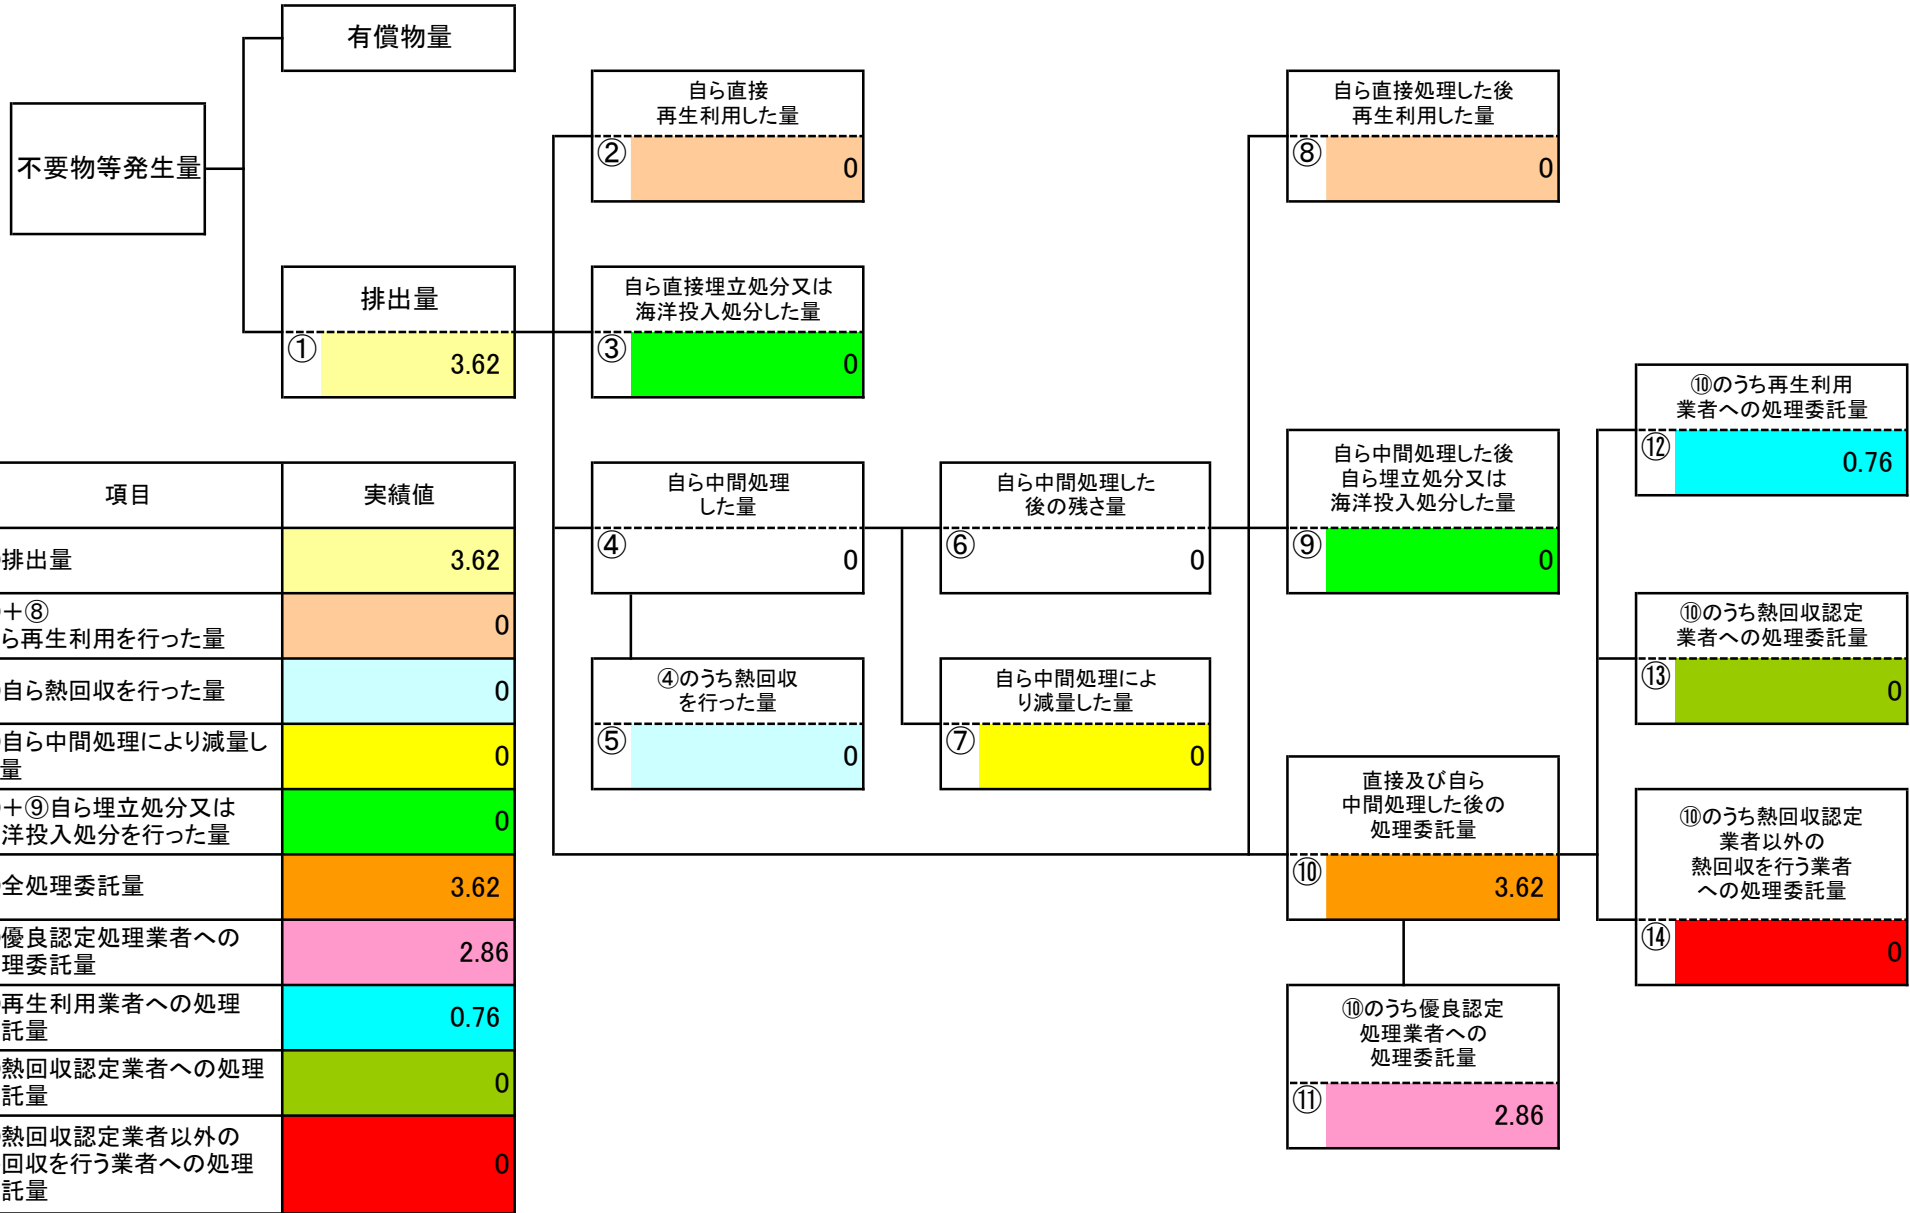 有償物量
不要物等発生量
排出量
①
3.62
自ら直接
再生利用した量
②
0
自ら直接埋立処分又は
海洋投入処分した量
③
0
自ら中間処理
した量
④
0
④のうち熱回収
を行った量
⑤
0
自ら中間処理した
後の残さ量
⑥
0
自ら中間処理によ
り減量した量
⑦
0
自ら直接処理した後
再生利用した量
⑧
0
自ら中間処理した後
自ら埋立処分又は
海洋投入処分した量
⑨
0
直接及び自ら
中間処理した後の
処理委託量
⑩
3.62
⑩のうち優良認定
処理業者への
処理委託量
⑪
2.86
⑩のうち再生利用
業者への処理委託量
⑫
0.76
⑩のうち熱回収認定
業者への処理委託量
⑬
0
⑩のうち熱回収認定
業者以外の
熱回収を行う業者
への処理委託量
⑭
0
項目 実績値
排出量 3.62
+⑧
ら再生利用を行った量 0
自ら熱回収を行った量 0
自ら中間処理により減量し
量 0
+⑨自ら埋立処分又は
洋投入処分を行った量 0
全処理委託量 3.62
優良認定処理業者への
理委託量 2.86
再生利用業者への処理
託量 0.76
熱回収認定業者への処理
託量 0
熱回収認定業者以外の
回収を行う業者への処理
託量 0